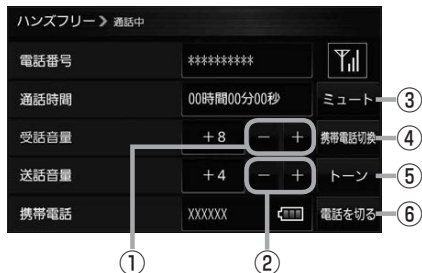 ハンズフリー❯ 通話中
電話番号 **********
通話時間 00時間00分00秒 ミュート ③
受話音量 +8 − + 携帯電話切換 ④
送話音量 +4 − + トーン ⑤
携帯電話 XXXXXX 電話を切る ⑥
① ②